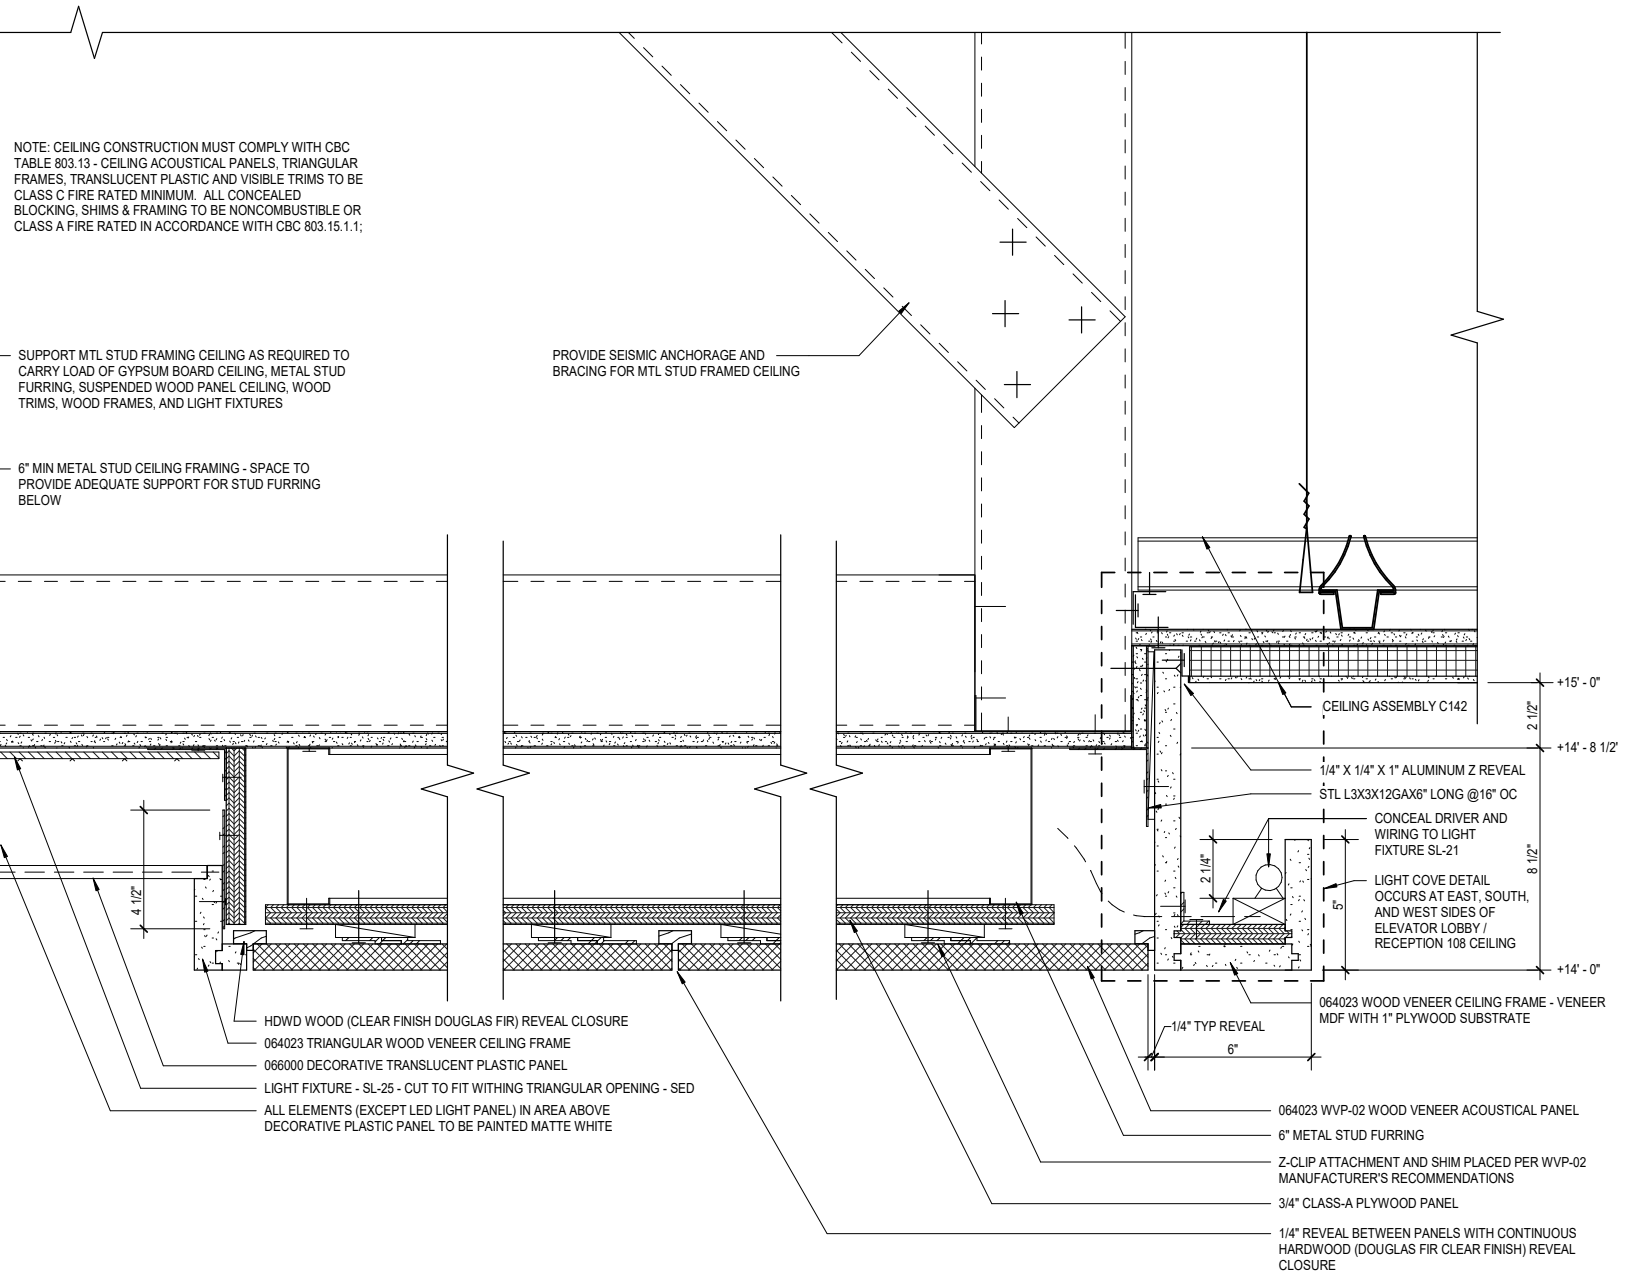 NOTE: CEILING CONSTRUCTION MUST COMPLY WITH CBC
TABLE 803.13 - CEILING ACOUSTICAL PANELS, TRIANGULAR
FRAMES, TRANSLUCENT PLASTIC AND VISIBLE TRIMS TO BE
CLASS C FIRE RATED MINIMUM. ALL CONCEALED
BLOCKING, SHIMS & FRAMING TO BE NONCOMBUSTIBLE OR
CLASS A FIRE RATED IN ACCORDANCE WITH CBC 803.15.1.1;
SUPPORT MTL STUD FRAMING CEILING AS REQUIRED TO
CARRY LOAD OF GYPSUM BOARD CEILING, METAL STUD
FURRING, SUSPENDED WOOD PANEL CEILING, WOOD
TRIMS, WOOD FRAMES, AND LIGHT FIXTURES
PROVIDE SEISMIC ANCHORAGE AND
BRACING FOR MTL STUD FRAMED CEILING
6" MIN METAL STUD CEILING FRAMING - SPACE TO
PROVIDE ADEQUATE SUPPORT FOR STUD FURRING
BELOW
+15' - 0"
CEILING ASSEMBLY C142
2 1/2"
+14' - 8 1/2'
1/4" X 1/4" X 1" ALUMINUM Z REVEAL
STL L3X3X12GAX6" LONG @16" OC
CONCEAL DRIVER AND
WIRING TO LIGHT
FIXTURE SL-21
2 1/4"
8 1/2"
5"
LIGHT COVE DETAIL
OCCURS AT EAST, SOUTH,
AND WEST SIDES OF
ELEVATOR LOBBY /
RECEPTION 108 CEILING
4 1/2"
+14' - 0"
064023 WOOD VENEER CEILING FRAME - VENEER
MDF WITH 1" PLYWOOD SUBSTRATE
1/4" TYP REVEAL
6"
HDWD WOOD (CLEAR FINISH DOUGLAS FIR) REVEAL CLOSURE
064023 TRIANGULAR WOOD VENEER CEILING FRAME
066000 DECORATIVE TRANSLUCENT PLASTIC PANEL
LIGHT FIXTURE - SL-25 - CUT TO FIT WITHING TRIANGULAR OPENING - SED
ALL ELEMENTS (EXCEPT LED LIGHT PANEL) IN AREA ABOVE
DECORATIVE PLASTIC PANEL TO BE PAINTED MATTE WHITE
064023 WVP-02 WOOD VENEER ACOUSTICAL PANEL
6" METAL STUD FURRING
Z-CLIP ATTACHMENT AND SHIM PLACED PER WVP-02
MANUFACTURER'S RECOMMENDATIONS
3/4" CLASS-A PLYWOOD PANEL
1/4" REVEAL BETWEEN PANELS WITH CONTINUOUS
HARDWOOD (DOUGLAS FIR CLEAR FINISH) REVEAL
CLOSURE